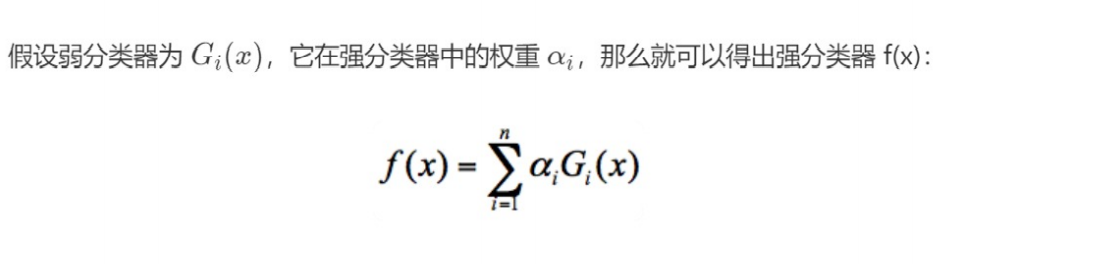 假设弱分类器为 G_i(x)，它在强分类器中的权重 α_i，那么就可以得出强分类器 f(x)：
f(x) = \sum_{i=1}^{n} α_i G_i(x)